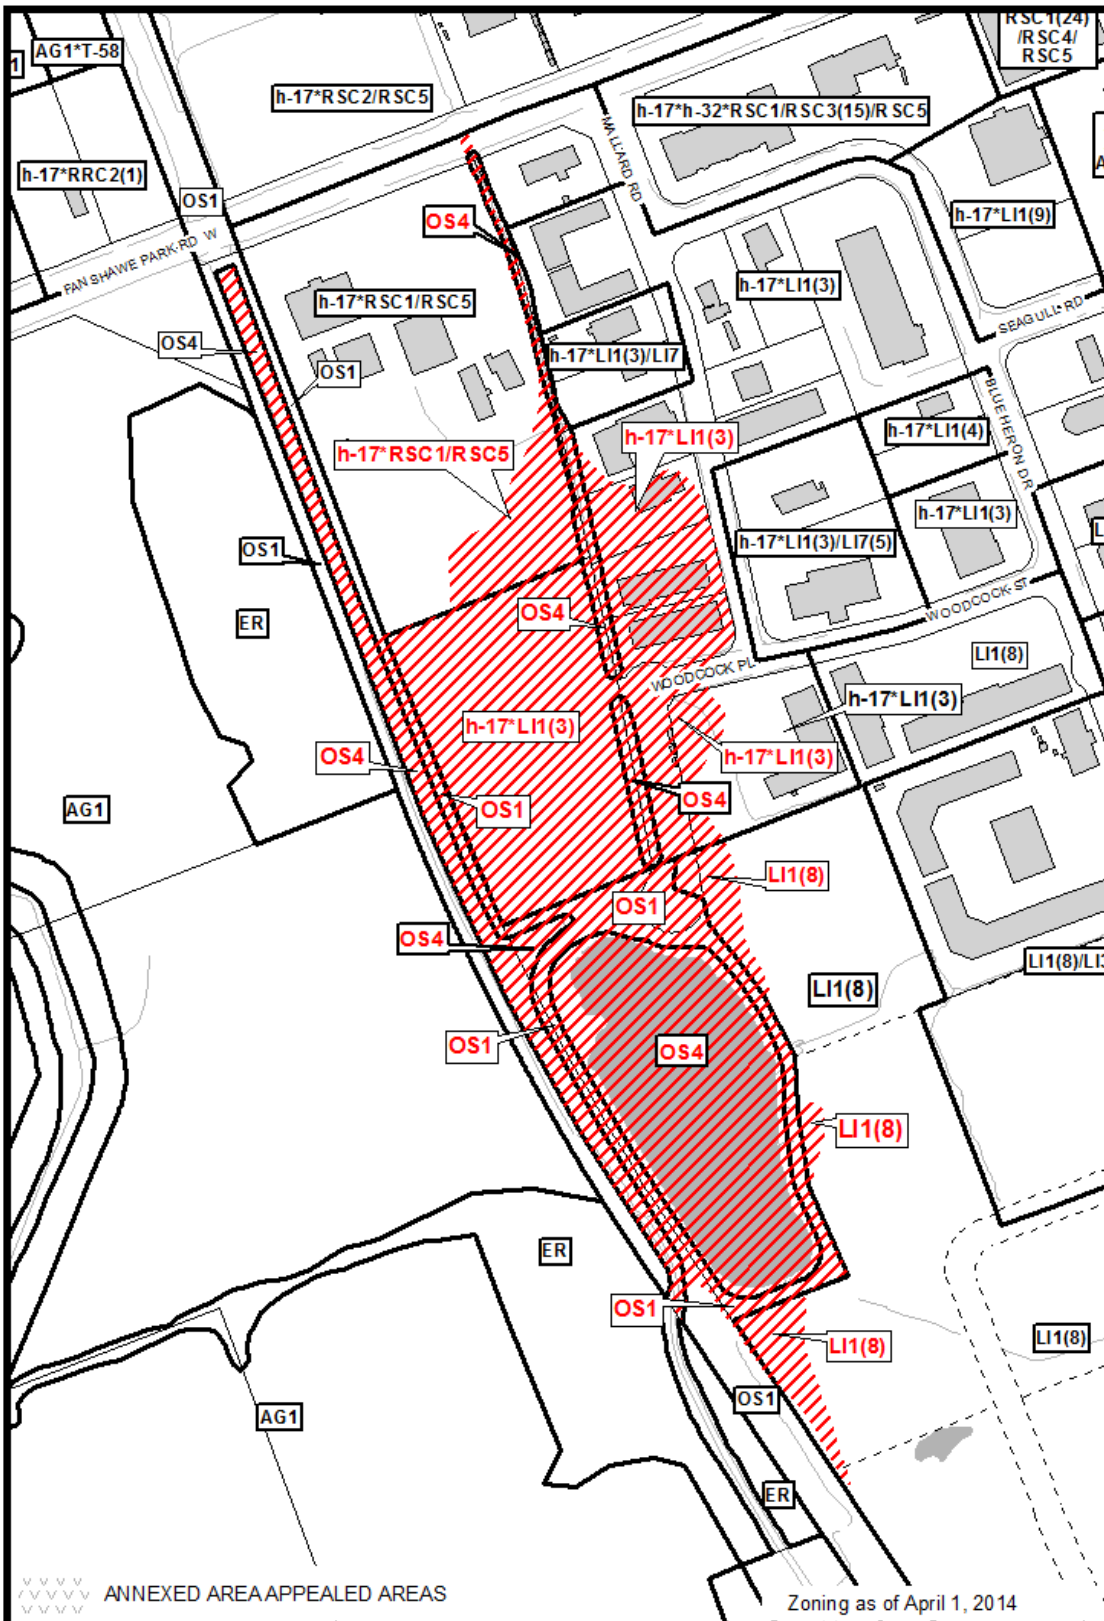 RSC1(24)
/RSC4/
RSC5
AG1*T-58
1
h-17*RSC2/RSC5
h-17*h-32*RSC1/RSC3(15)/RSC5
MALLARD RD
A
h-17*RRC2(1)
OS1
h-17*LI1(9)
OS4
FANSHAWE PARK RD W
h-17*LI1(3)
h-17*RSC1/RSC5
SEAGULL RD
OS4
OS1
h-17*LI1(3)/LI7
BLUE HERON DR
h-17*LI1(4)
h-17*RSC1/RSC5
h-17*LI1(3)
h-17*LI1(3)
L
OS1
h-17*LI1(3)/LI7(5)
ER
OS4
WOODCOCK ST
LI1(8)
WOODCOCK PL
h-17*LI1(3)
h-17*LI1(3)
OS4
h-17*LI1(3)
AG1
OS1
OS4
LI1(8)
OS1
OS4
LI1(8)/LI3
LI1(8)
OS1
OS4
LI1(8)
ER
OS1
LI1(8)
LI1(8)
OS1
AG1
ER
ANNEXED AREA APPEALED AREAS
Zoning as of April 1, 2014